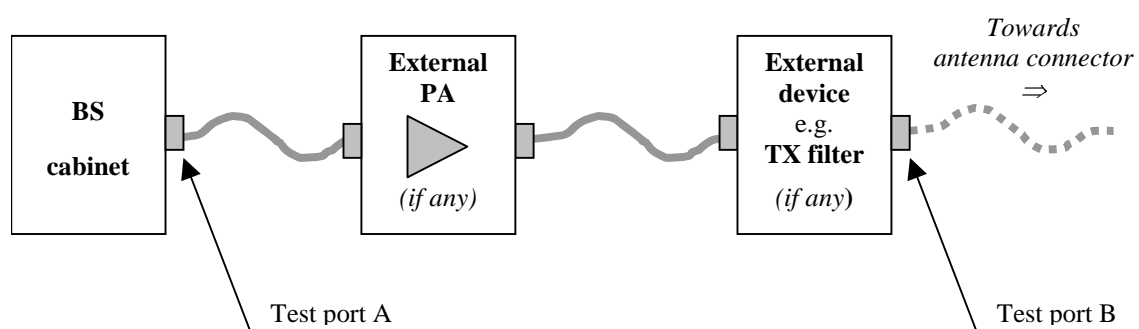 BS
cabinet
External
PA
(if any)
External
device
e.g.
TX filter
(if any)
Towards
antenna connector
⇒
Test port A
Test port B